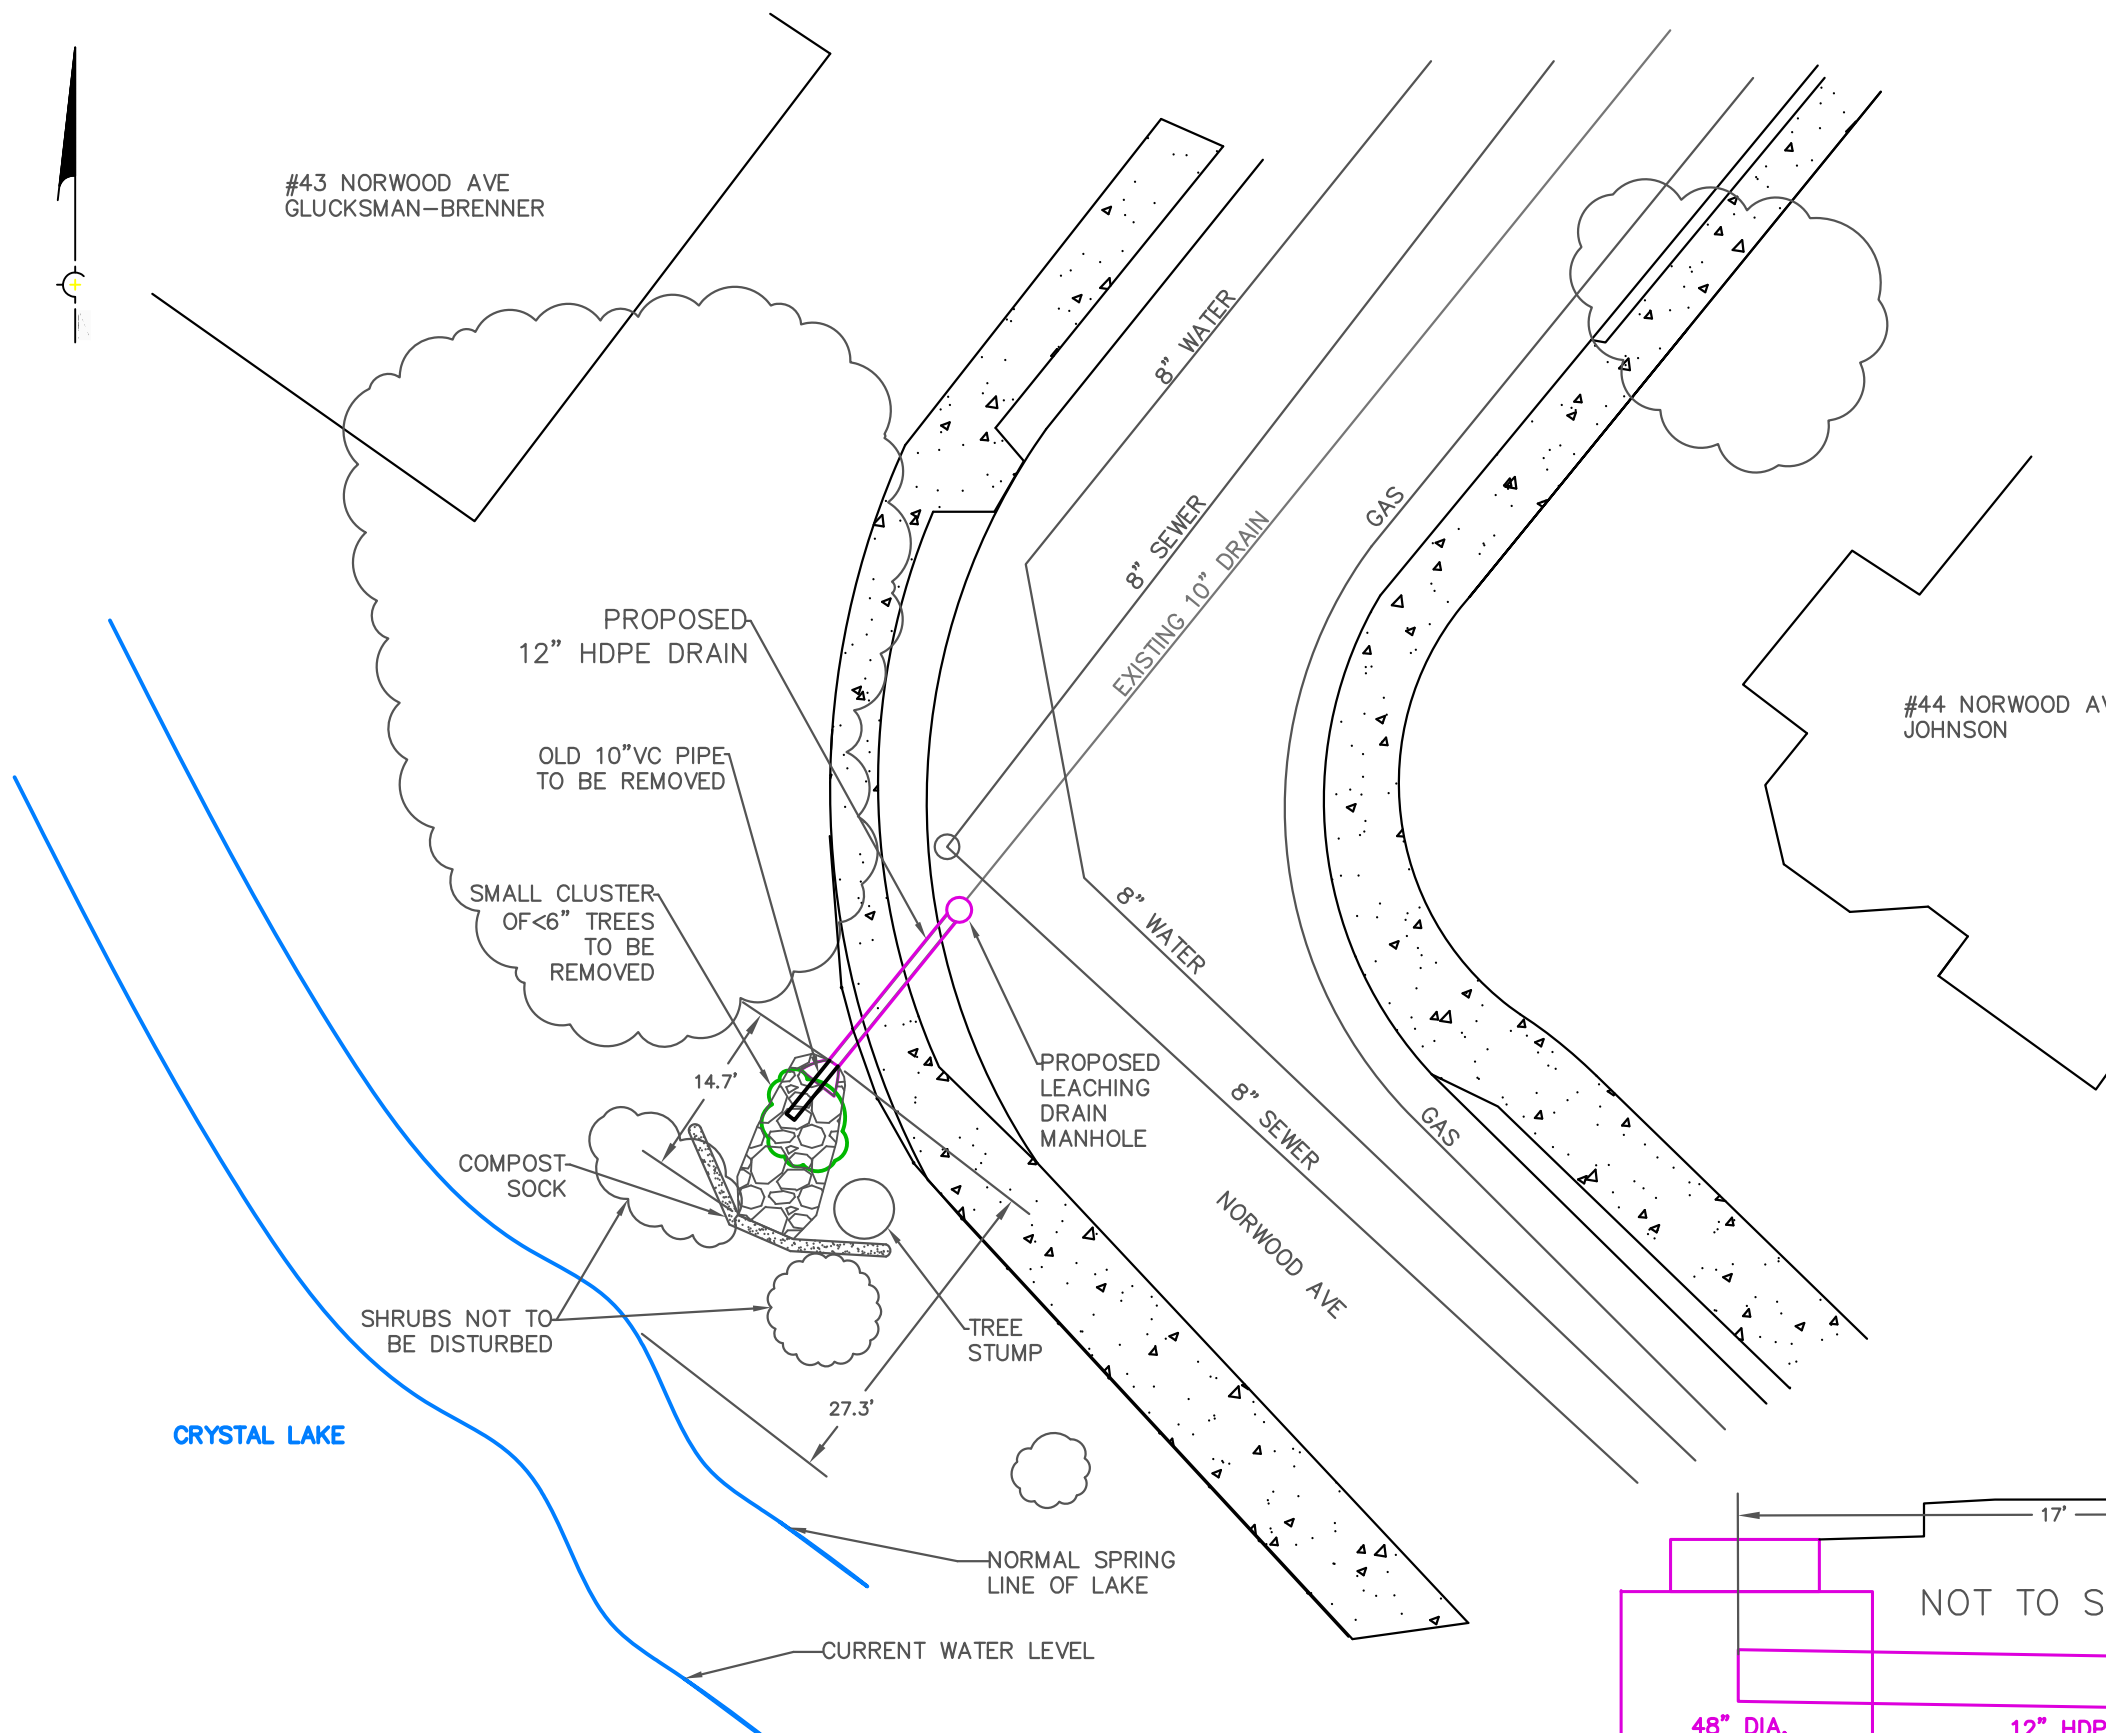 #43 NORWOOD AVE
GLUCKSMAN-BRENNER
8" WATER
8" SEWER
EXISTING 10" DRAIN
GAS
PROPOSED
12" HDPE DRAIN
#44 NORWOOD AV
JOHNSON
OLD 10"VC PIPE
TO BE REMOVED
SMALL CLUSTER
OF<6" TREES
TO BE
REMOVED
8" WATER
14.7'
PROPOSED
LEACHING
DRAIN
MANHOLE
8" SEWER
GAS
COMPOST
SOCK
NORWOOD AVE
SHRUBS NOT TO
BE DISTURBED
TREE
STUMP
27.3'
CRYSTAL LAKE
NORMAL SPRING
LINE OF LAKE
CURRENT WATER LEVEL
17'
NOT TO S
48" DIA.
12" HDP